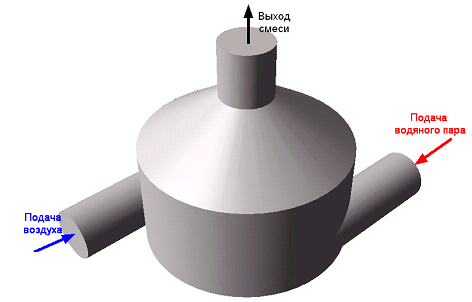 Выход
смеси
Подача
водяного пара
Подача
воздуха